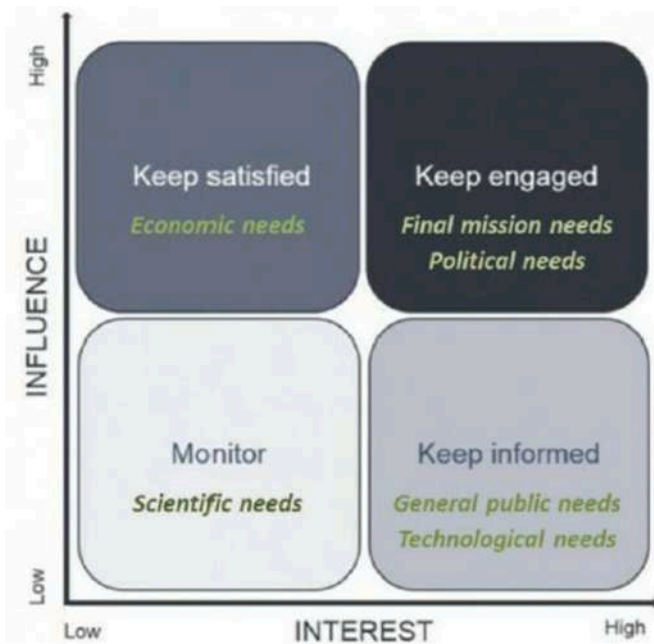 High
Keep satisfied
Economic needs
Keep engaged
Final mission needs
Political needs
INFLUENCE
Monitor
Scientific needs
Keep informed
General public needs
Technological needs
Low
Low
INTEREST
High